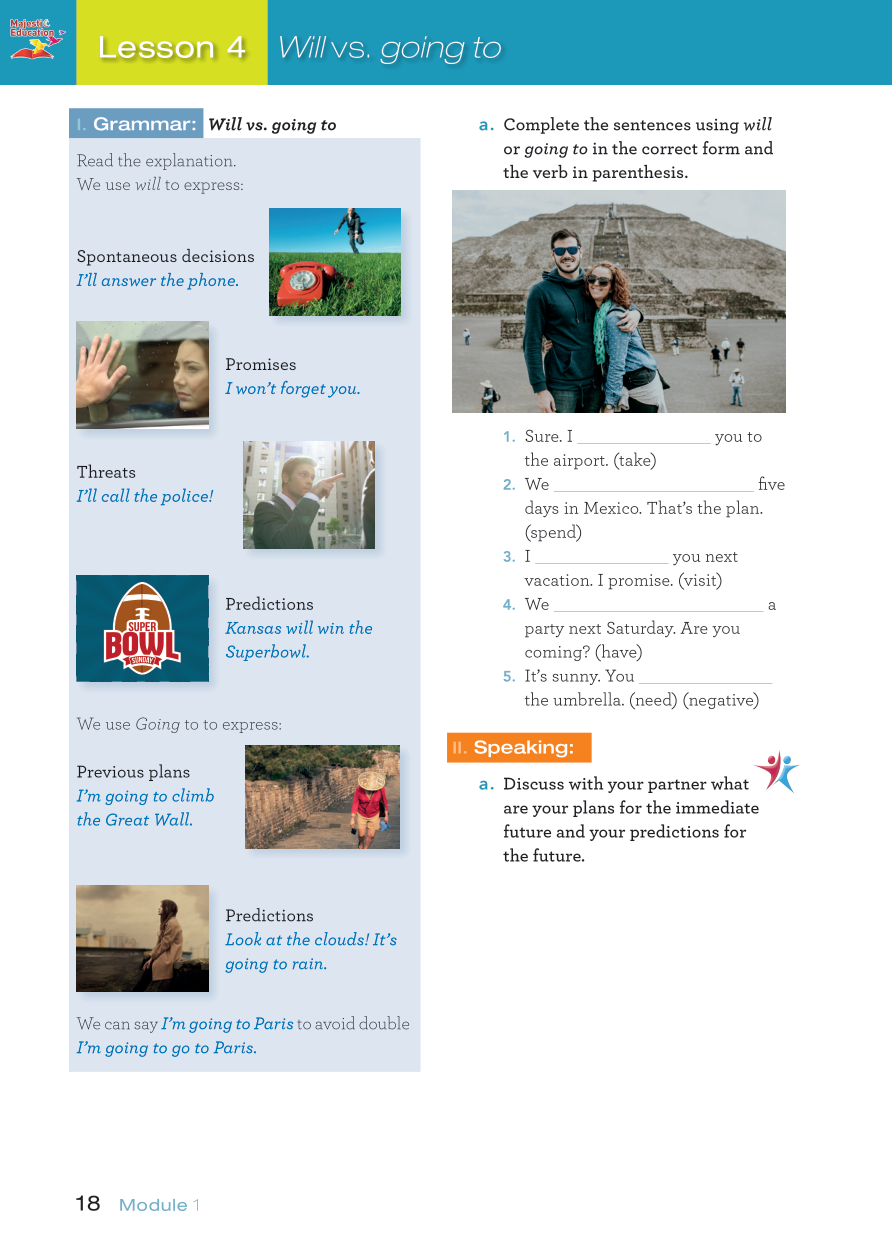 Majestic
Education
Lesson 4
Will vs. going to
I. Grammar: Will vs. going to
Read the explanation.
We use will to express:
Spontaneous decisions
I'll answer the phone.
Promises
I won't forget you.
Threats
I'll call the police!
SUPER
BOWL
SUNDAY
Predictions
Kansas will win the
Superbowl.
We use Going to to express:
Previous plans
I'm going to climb
the Great Wall.
Predictions
Look at the clouds! It's
going to rain.
We can say I'm going to Paris to avoid double
I'm going to go to Paris.
a. Complete the sentences using will
or going to in the correct form and
the verb in parenthesis.
1. Sure. I ________________ you to
the airport. (take)
2. We ________________________ five
days in Mexico. That's the plan.
(spend)
3. I ________________ you next
vacation. I promise. (visit)
4. We _________________________ a
party next Saturday. Are you
coming? (have)
5. It's sunny. You ________________
the umbrella. (need) (negative)
II. Speaking:
a. Discuss with your partner what
are your plans for the immediate
future and your predictions for
the future.
18 Module 1